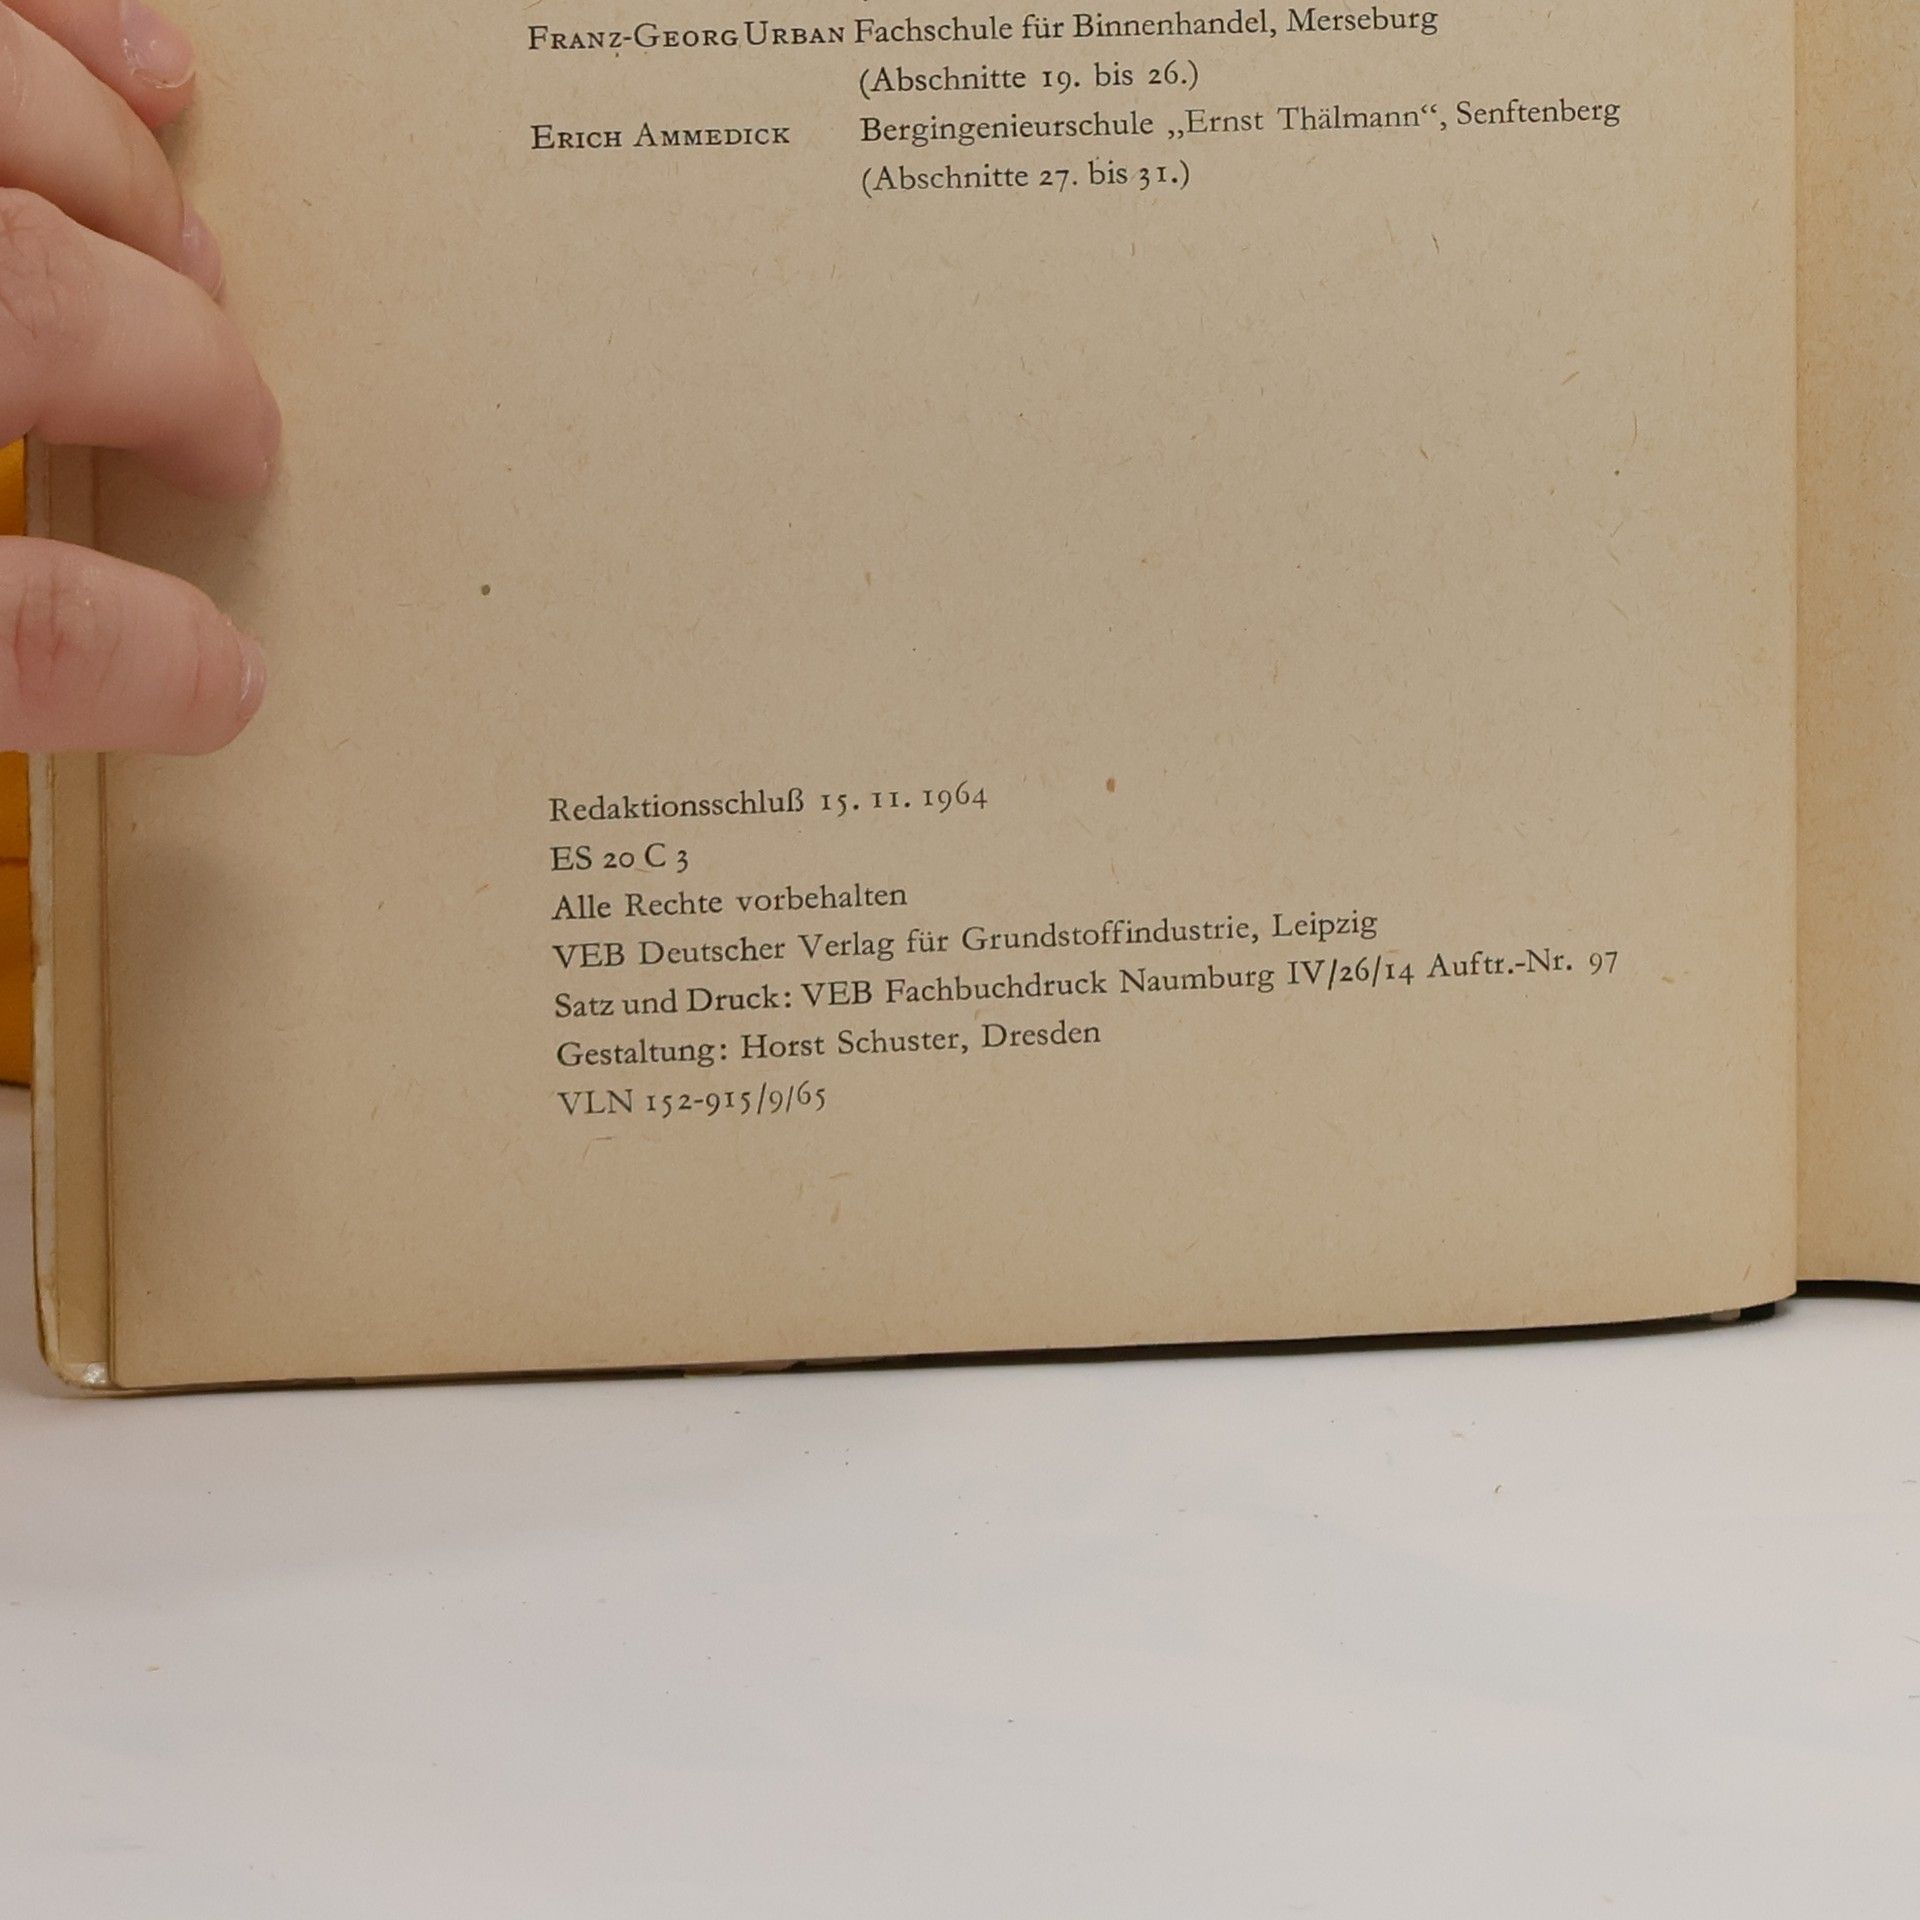 FRANZ-GEORG URBAN Fachschule für Binnenhandel, Merseburg
(Abschnitte 19. bis 26.)
ERICH AMMEDICK Bergingenieurschule „Ernst Thälmann“, Senftenberg
(Abschnitte 27. bis 31.)
Redaktionsschluß 15. 11. 1964
ES 20 C 3
Alle Rechte vorbehalten
VEB Deutscher Verlag für Grundstoffindustrie, Leipzig
Satz und Druck: VEB Fachbuchdruck Naumburg IV/26/14 Auftr.-Nr. 97
Gestaltung: Horst Schuster, Dresden
VLN 152-915/9/65